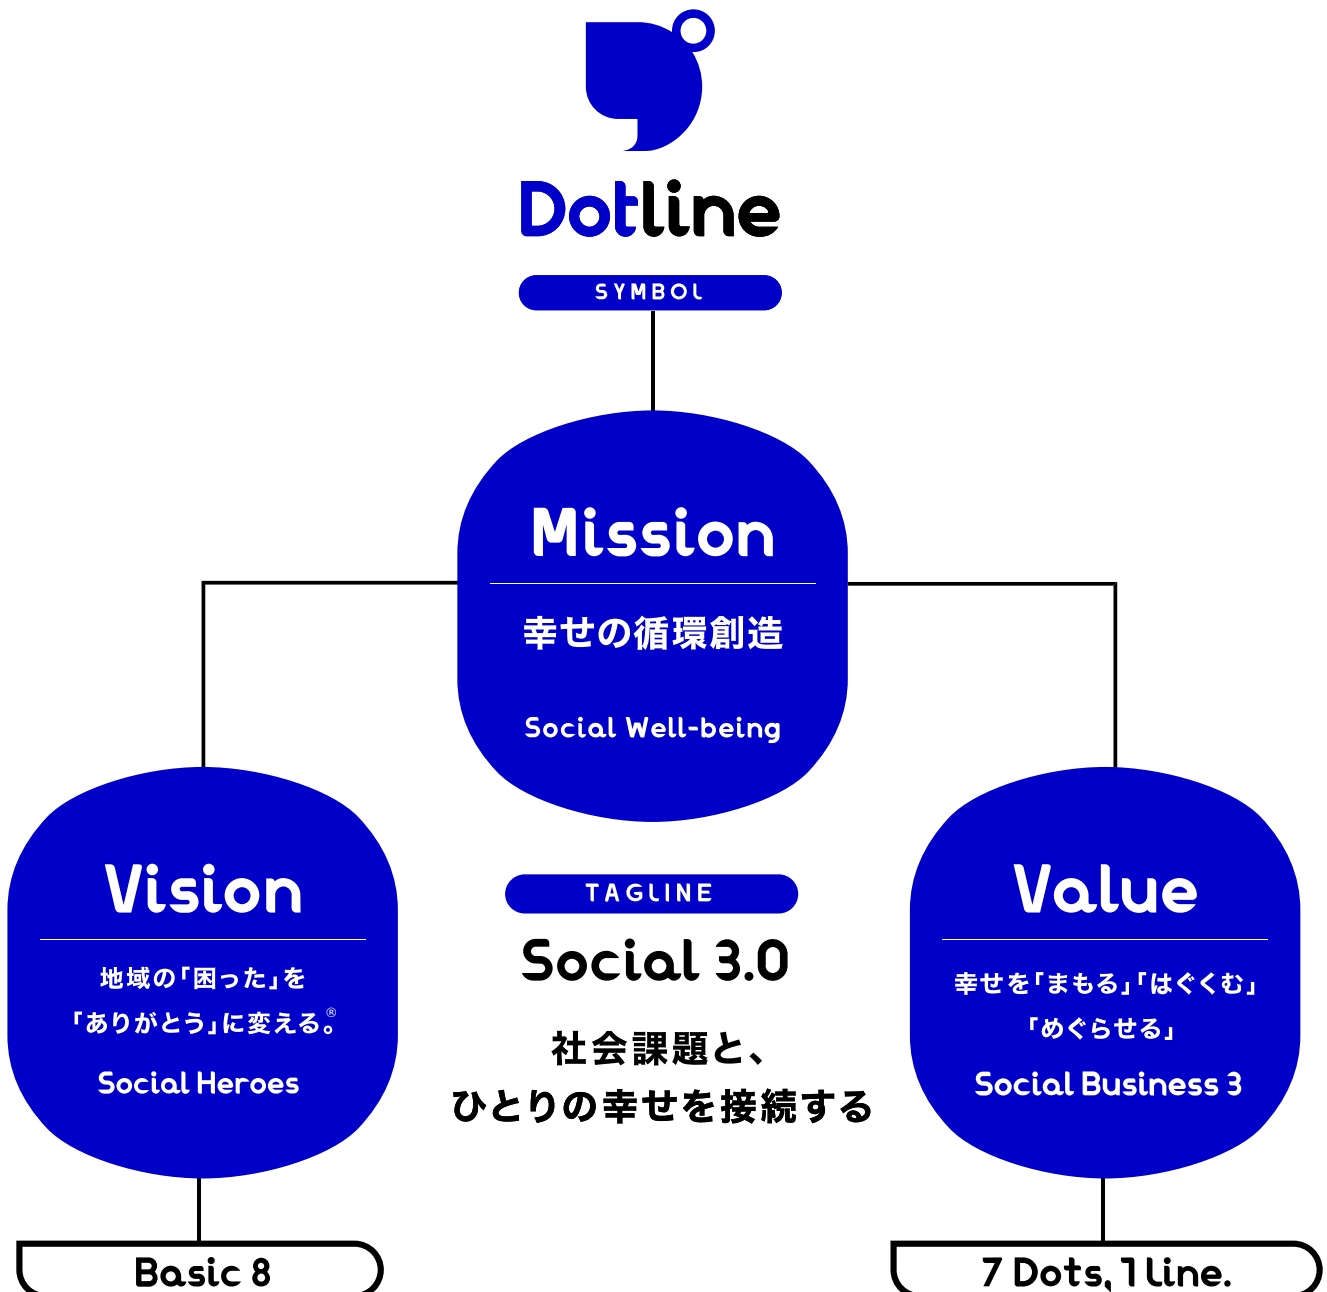 Dotline
SYMBOL
Mission
幸せの循環創造
Social Well-being
Vision
地域の「困った」を
「ありがとう」に変える。®
Social Heroes
TAGLINE
Social 3.0
社会課題と、
ひとりの幸せを接続する
Value
幸せを「まもる」「はぐくむ」
「めぐらせる」
Social Business 3
Basic 8
7 Dots, 1 line.